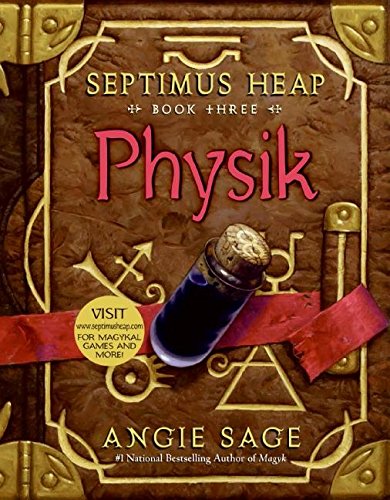 SEPTIMUS HEAP
BOOK THREE
Physik
VISIT
www.septimusheap.com
FOR MAGYKAL
GAMES AND
MORE!
ANGIE SAGE
#1 National Bestselling Author of Magyk